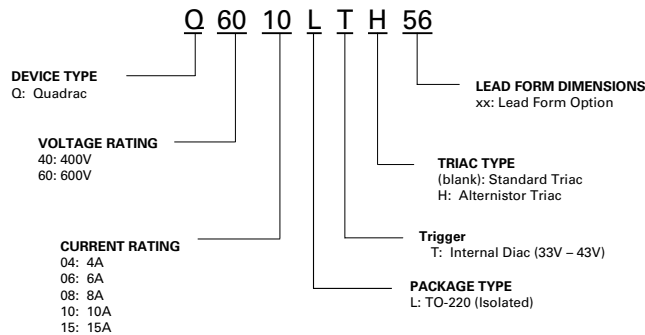 Q 60 10 L T H 56
DEVICE TYPE
Q: Quadrac
VOLTAGE RATING
40: 400V
60: 600V
CURRENT RATING
04: 4A
06: 6A
08: 8A
10: 10A
15: 15A
LEAD FORM DIMENSIONS
xx: Lead Form Option
TRIAC TYPE
(blank): Standard Triac
H: Alternistor Triac
Trigger
T: Internal Diac (33V – 43V)
PACKAGE TYPE
L: TO-220 (Isolated)